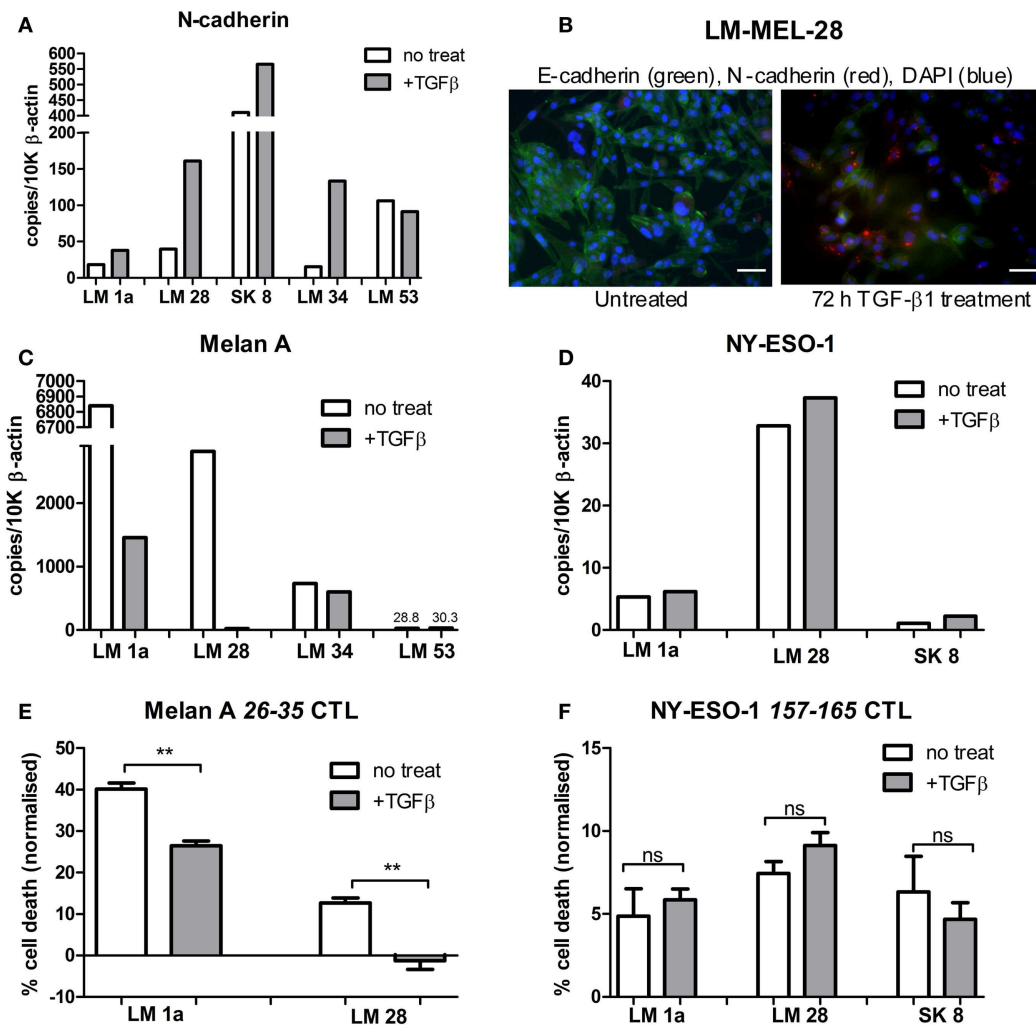 A
N-cadherin
no treat
+TGFβ
copies/10K β-actin
600
550
500
450
400
200
150
100
50
0
LM 1a
LM 28
SK 8
LM 34
LM 53
B
LM-MEL-28
E-cadherin (green), N-cadherin (red), DAPI (blue)
Untreated
72 h TGF-β1 treatment
C
Melan A
no treat
+TGFβ
copies/10K β-actin
7000
6900
6800
6700
2000
1000
0
28.8
30.3
LM 1a
LM 28
LM 34
LM 53
D
NY-ESO-1
no treat
+TGFβ
copies/10K β-actin
40
30
20
10
0
LM 1a
LM 28
SK 8
E
Melan A 26-35 CTL
no treat
+TGFβ
% cell death (normalised)
50
40
30
20
10
0
-10
**
**
LM 1a
LM 28
F
NY-ESO-1 157-165 CTL
no treat
+TGFβ
% cell death (normalised)
15
10
5
0
ns
ns
ns
LM 1a
LM 28
SK 8